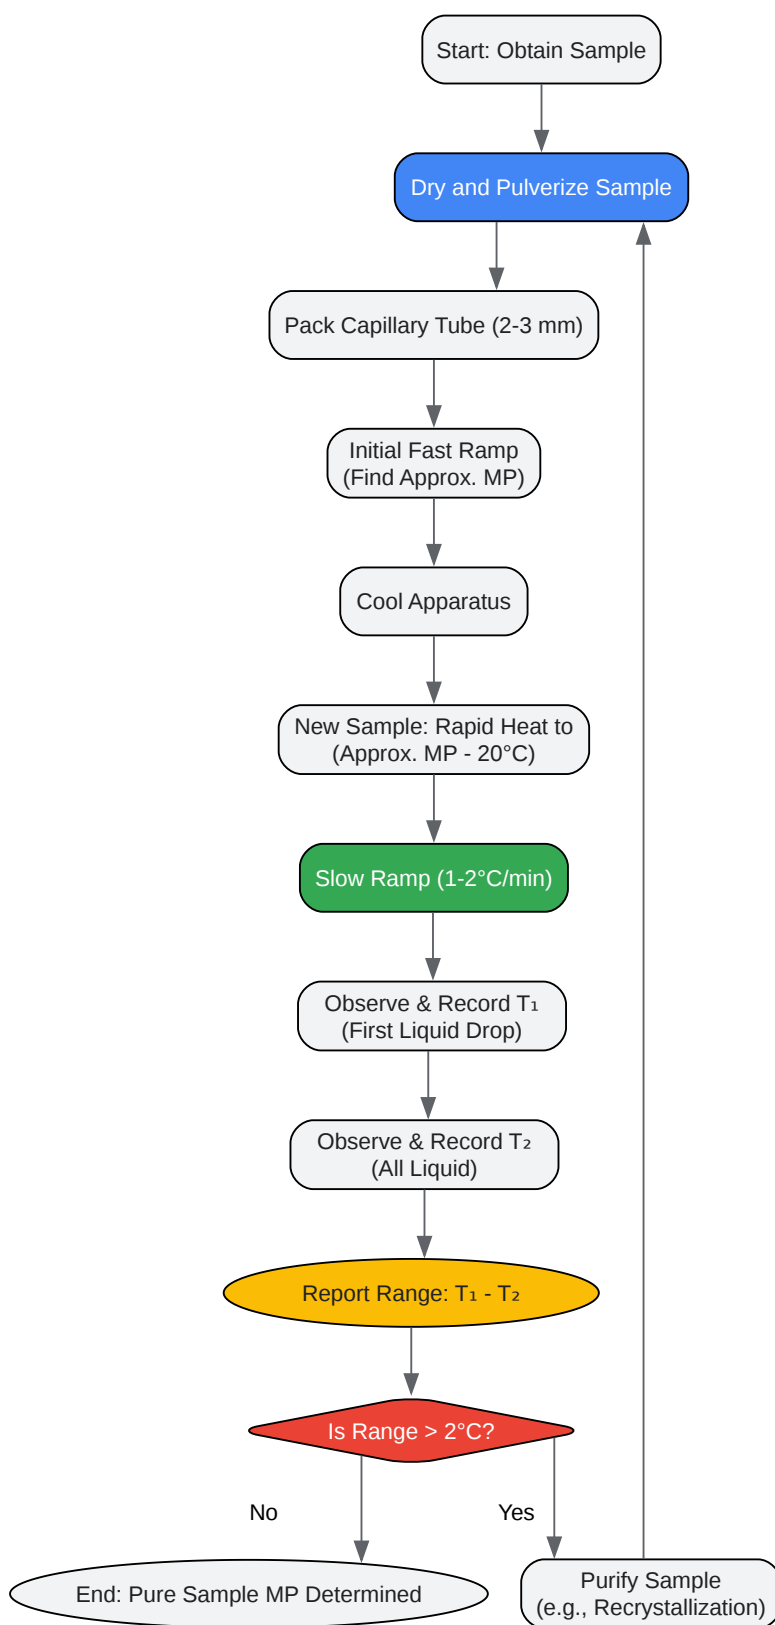 Start: Obtain Sample
Dry and Pulverize Sample
Pack Capillary Tube (2-3 mm)
Initial Fast Ramp
(Find Approx. MP)
Cool Apparatus
New Sample: Rapid Heat to
(Approx. MP - 20°C)
Slow Ramp (1-2°C/min)
Observe & Record T₁
(First Liquid Drop)
Observe & Record T₂
(All Liquid)
Report Range: T₁ - T₂
Is Range > 2°C?
No
Yes
End: Pure Sample MP Determined
Purify Sample
(e.g., Recrystallization)